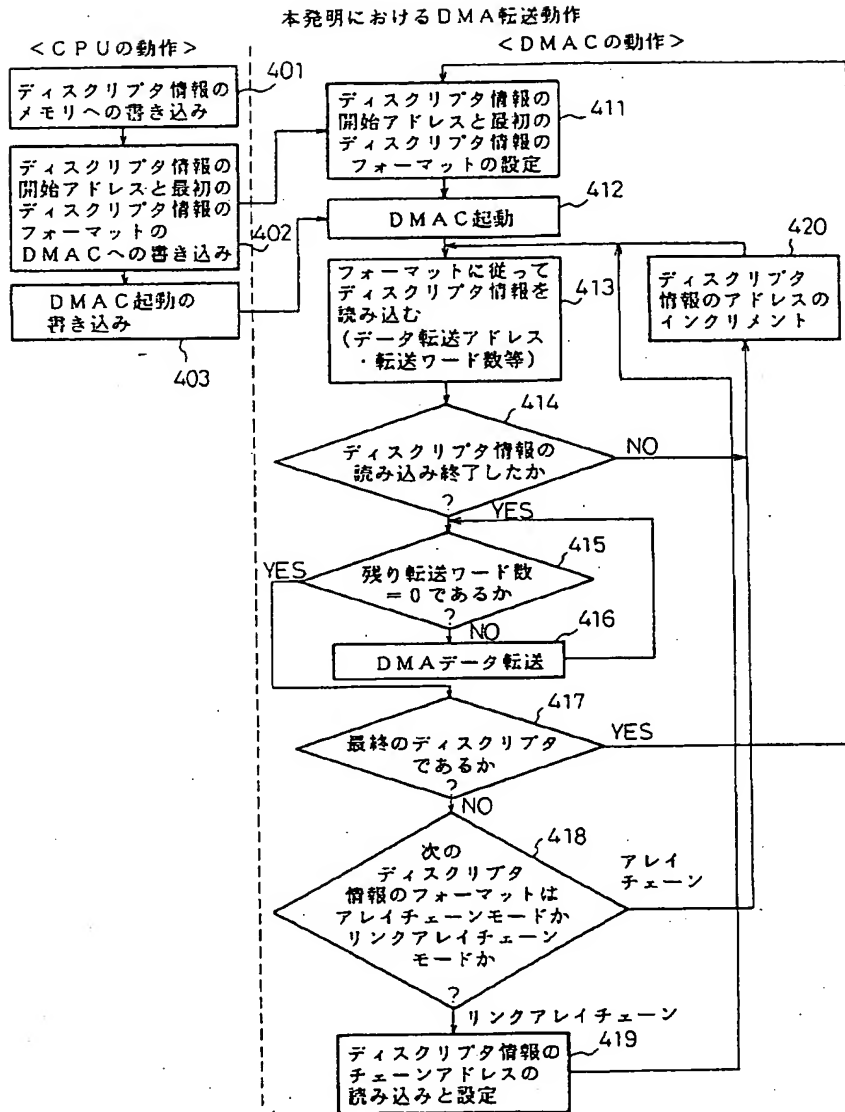 本発明におけるDMA転送動作
<CPUの動作>
401
ディスクリプタ情報の
メモリへの書き込み
ディスクリプタ情報の
開始アドレスと最初の
ディスクリプタ情報の
フォーマットの
DMACへの書き込み
402
DMAC起動の
書き込み
403
<DMACの動作>
ディスクリプタ情報の
開始アドレスと最初の
ディスクリプタ情報の
フォーマットの設定
411
412
DMAC起動
フォーマットに従って
ディスクリプタ情報を
読み込む
(データ転送アドレス
・転送ワード数等)
413
420
ディスクリプタ
情報のアドレスの
インクリメント
414
ディスクリプタ情報の
読み込み終了したか
?
NO
YES
415
残り転送ワード数
=0であるか
?
YES
NO
416
DMAデータ転送
417
最終のディスクリプタ
であるか
?
YES
NO
418
次の
ディスクリプタ
情報のフォーマットは
アレイチェーンモードか
リンクアレイチェーン
モードか
?
アレイ
チェーン
リンクアレイチェーン
419
ディスクリプタ情報の
チェーンアドレスの
読み込みと設定